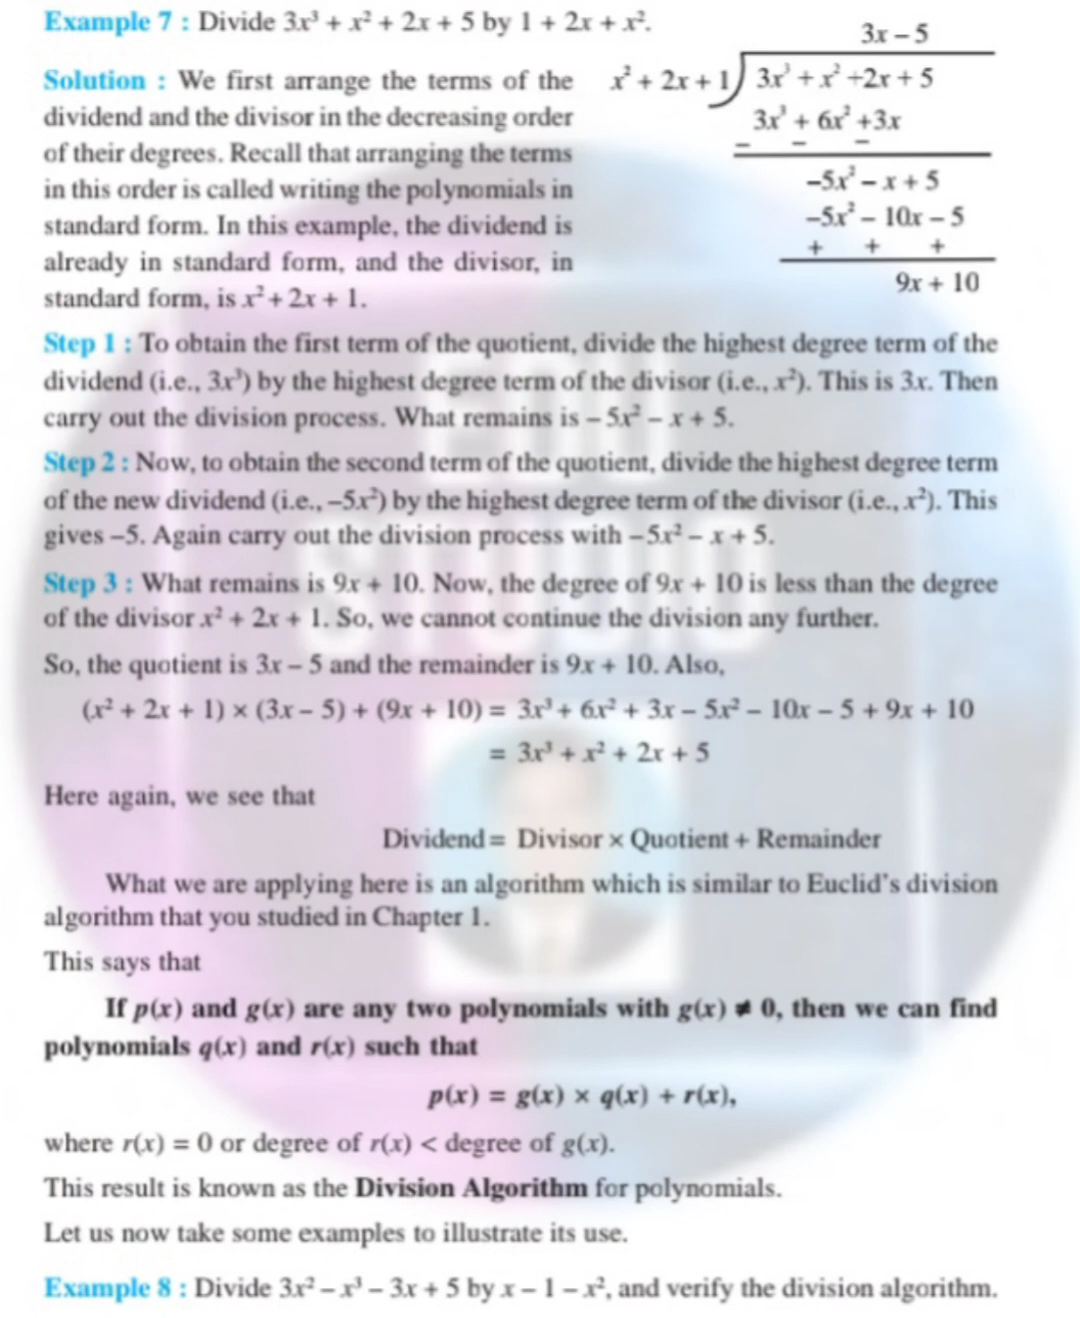 Example 7 : Divide 3x³ + x² + 2x + 5 by 1 + 2x + x².
Solution : We first arrange the terms of the
dividend and the divisor in the decreasing order
of their degrees. Recall that arranging the terms
in this order is called writing the polynomials in
standard form. In this example, the dividend is
already in standard form, and the divisor, in
standard form, is x² + 2x + 1.
3x – 5
x² + 2x + 1) 3x³ + x² +2x + 5
3x³ + 6x² +3x
– – –
–5x² – x + 5
–5x² – 10x – 5
+ + +
9x + 10
Step 1 : To obtain the first term of the quotient, divide the highest degree term of the
dividend (i.e., 3x³) by the highest degree term of the divisor (i.e., x²). This is 3x. Then
carry out the division process. What remains is – 5x² – x + 5.
Step 2 : Now, to obtain the second term of the quotient, divide the highest degree term
of the new dividend (i.e., –5x²) by the highest degree term of the divisor (i.e., x²). This
gives –5. Again carry out the division process with – 5x² – x + 5.
Step 3 : What remains is 9x + 10. Now, the degree of 9x + 10 is less than the degree
of the divisor x² + 2x + 1. So, we cannot continue the division any further.
So, the quotient is 3x – 5 and the remainder is 9x + 10. Also,
(x² + 2x + 1) × (3x – 5) + (9x + 10) = 3x³ + 6x² + 3x – 5x² – 10x – 5 + 9x + 10
= 3x³ + x² + 2x + 5
Here again, we see that
Dividend = Divisor × Quotient + Remainder
What we are applying here is an algorithm which is similar to Euclid's division
algorithm that you studied in Chapter 1.
This says that
If p(x) and g(x) are any two polynomials with g(x) ≠ 0, then we can find
polynomials q(x) and r(x) such that
p(x) = g(x) × q(x) + r(x),
where r(x) = 0 or degree of r(x) < degree of g(x).
This result is known as the Division Algorithm for polynomials.
Let us now take some examples to illustrate its use.
Example 8 : Divide 3x² – x³ – 3x + 5 by x – 1 – x², and verify the division algorithm.